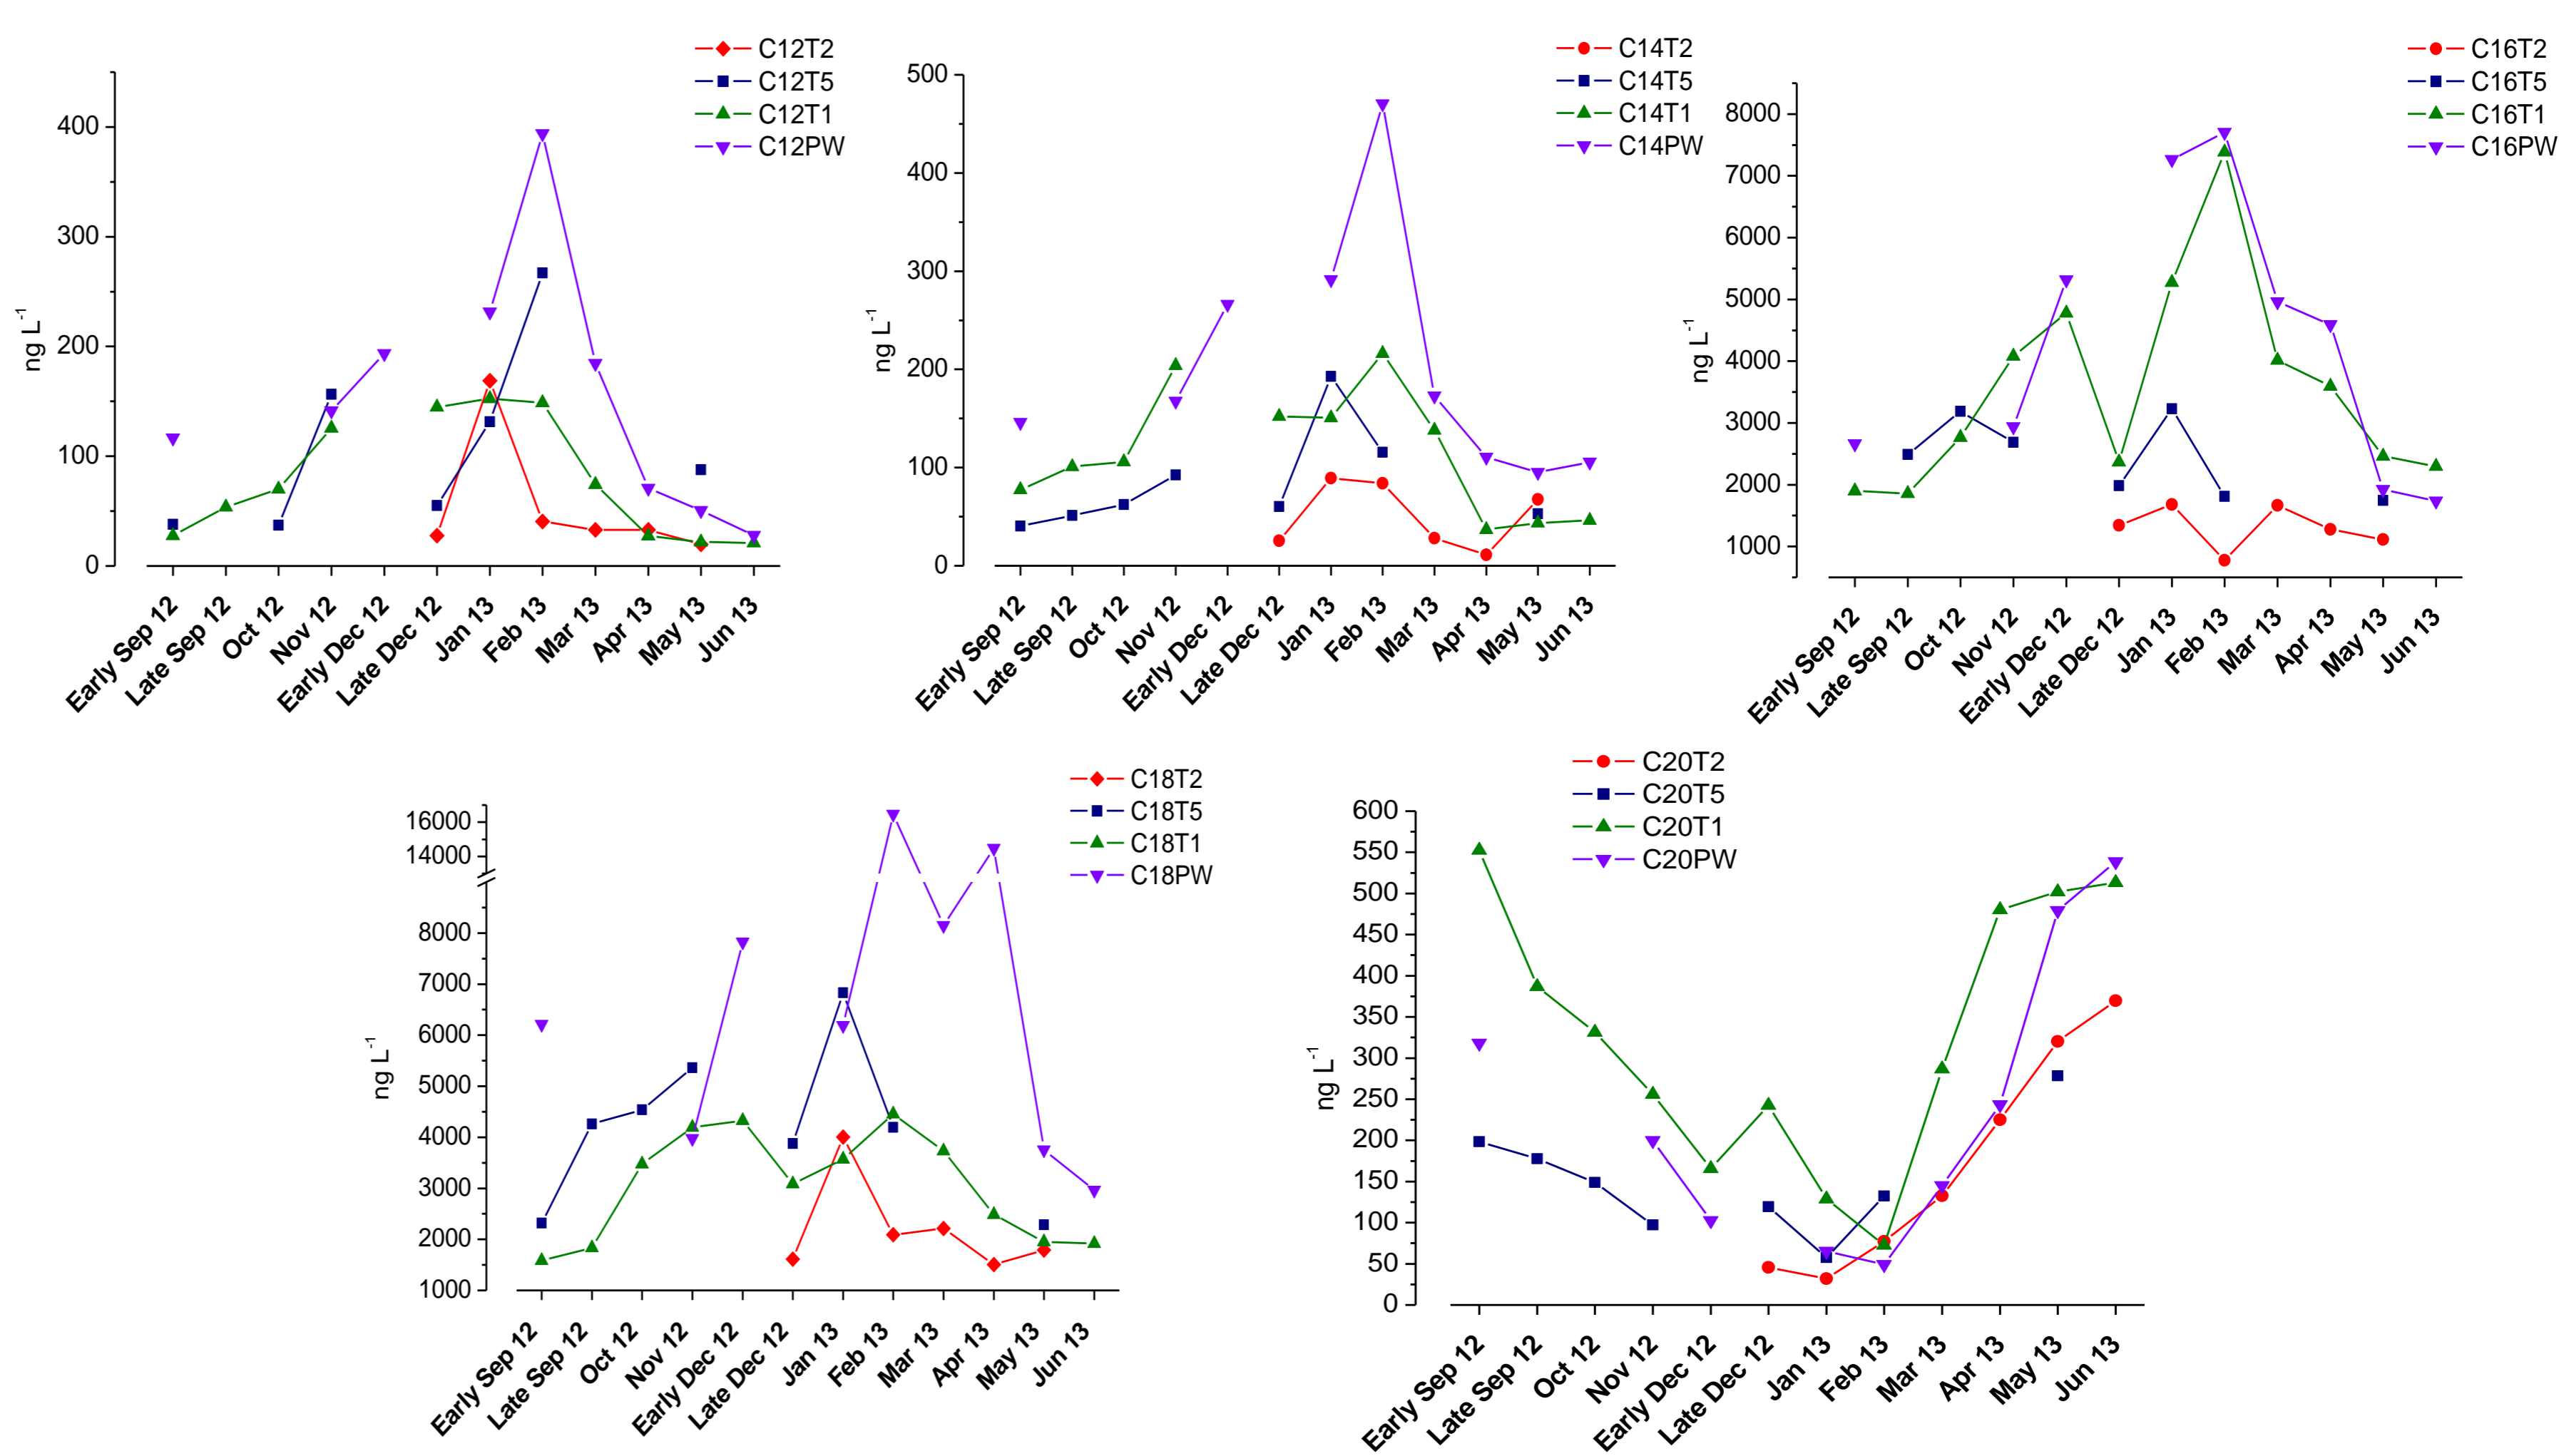 C12T2
C12T5
C12T1
C12PW
400
300
200
100
0
ng L-1
Early Sep 12
Late Sep 12
Oct 12
Nov 12
Early Dec 12
Late Dec 12
Jan 13
Feb 13
Mar 13
Apr 13
May 13
Jun 13
C14T2
C14T5
C14T1
C14PW
500
400
300
200
100
0
ng L-1
Early Sep 12
Late Sep 12
Oct 12
Nov 12
Early Dec 12
Late Dec 12
Jan 13
Feb 13
Mar 13
Apr 13
May 13
Jun 13
C16T2
C16T5
C16T1
C16PW
8000
7000
6000
5000
4000
3000
2000
1000
ng L-1
Early Sep 12
Late Sep 12
Oct 12
Nov 12
Early Dec 12
Late Dec 12
Jan 13
Feb 13
Mar 13
Apr 13
May 13
Jun 13
C18T2
C18T5
C18T1
C18PW
16000
14000
8000
7000
6000
5000
4000
3000
2000
1000
ng L-1
Early Sep 12
Late Sep 12
Oct 12
Nov 12
Early Dec 12
Late Dec 12
Jan 13
Feb 13
Mar 13
Apr 13
May 13
Jun 13
C20T2
C20T5
C20T1
C20PW
600
550
500
450
400
350
300
250
200
150
100
50
0
ng L-1
Early Sep 12
Late Sep 12
Oct 12
Nov 12
Early Dec 12
Late Dec 12
Jan 13
Feb 13
Mar 13
Apr 13
May 13
Jun 13